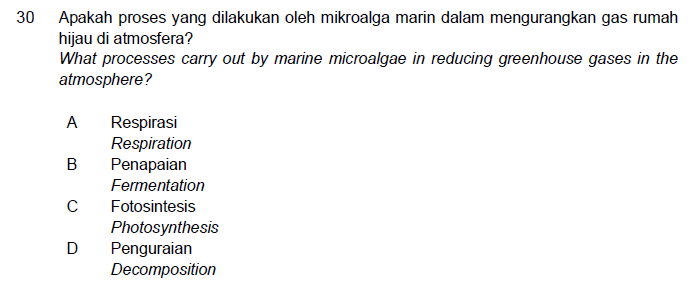 30 Apakah proses yang dilakukan oleh mikroalga marin dalam mengurangkan gas rumah
hijau di atmosfera?
What processes carry out by marine microalgae in reducing greenhouse gases in the
atmosphere?
A Respirasi
Respiration
B Penapaian
Fermentation
C Fotosintesis
Photosynthesis
D Penguraian
Decomposition